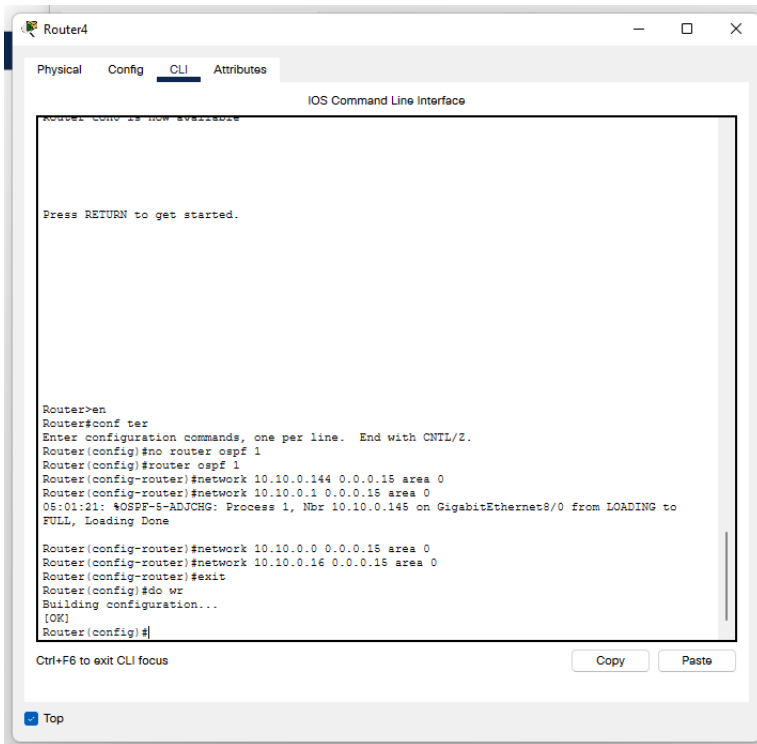 Router4
Physical Config CLI Attributes
IOS Command Line Interface
Router con0 is now available
Press RETURN to get started.
Router>en
Router#conf ter
Enter configuration commands, one per line. End with CNTL/Z.
Router(config)#no router ospf 1
Router(config)#router ospf 1
Router(config-router)#network 10.10.0.144 0.0.0.15 area 0
Router(config-router)#network 10.10.0.1 0.0.0.15 area 0
05:01:21: %OSPF-5-ADJCHG: Process 1, Nbr 10.10.0.145 on GigabitEthernet8/0 from LOADING to
FULL, Loading Done
Router(config-router)#network 10.10.0.0 0.0.0.15 area 0
Router(config-router)#network 10.10.0.16 0.0.0.15 area 0
Router(config-router)#exit
Router(config)#do wr
Building configuration...
[OK]
Router(config)#
Ctrl+F6 to exit CLI focus
Copy Paste
Top